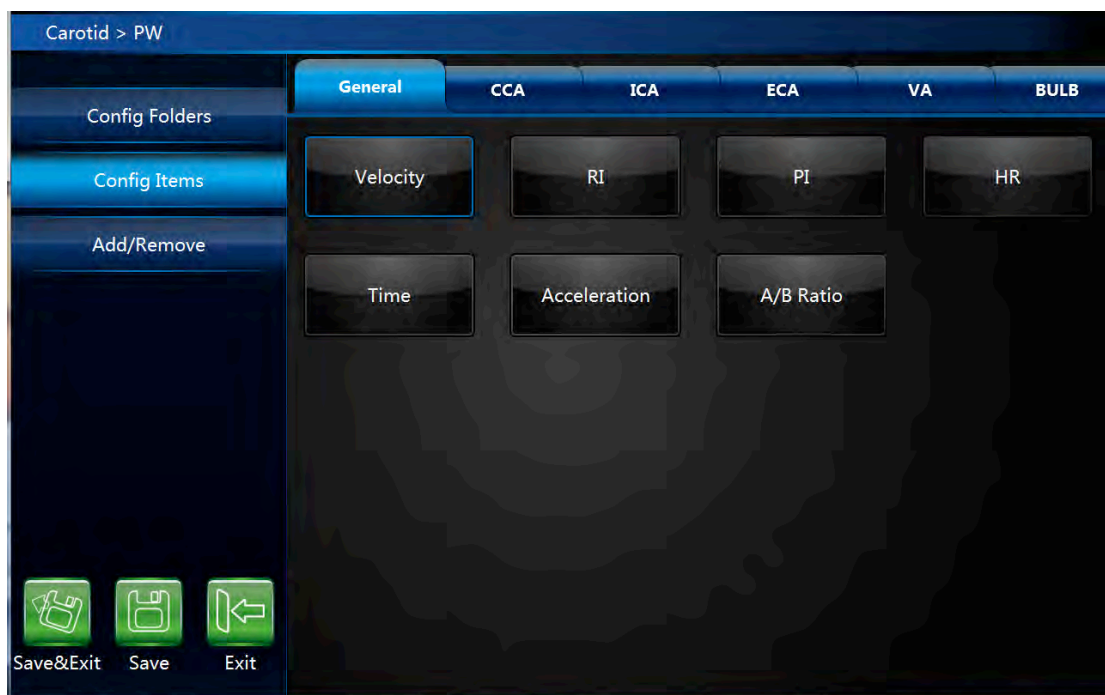 Carotid > PW
Config Folders
Config Items
Add/Remove
General CCA ICA ECA VA BULB
Velocity RI PI HR
Time Acceleration A/B Ratio
Save&Exit Save Exit